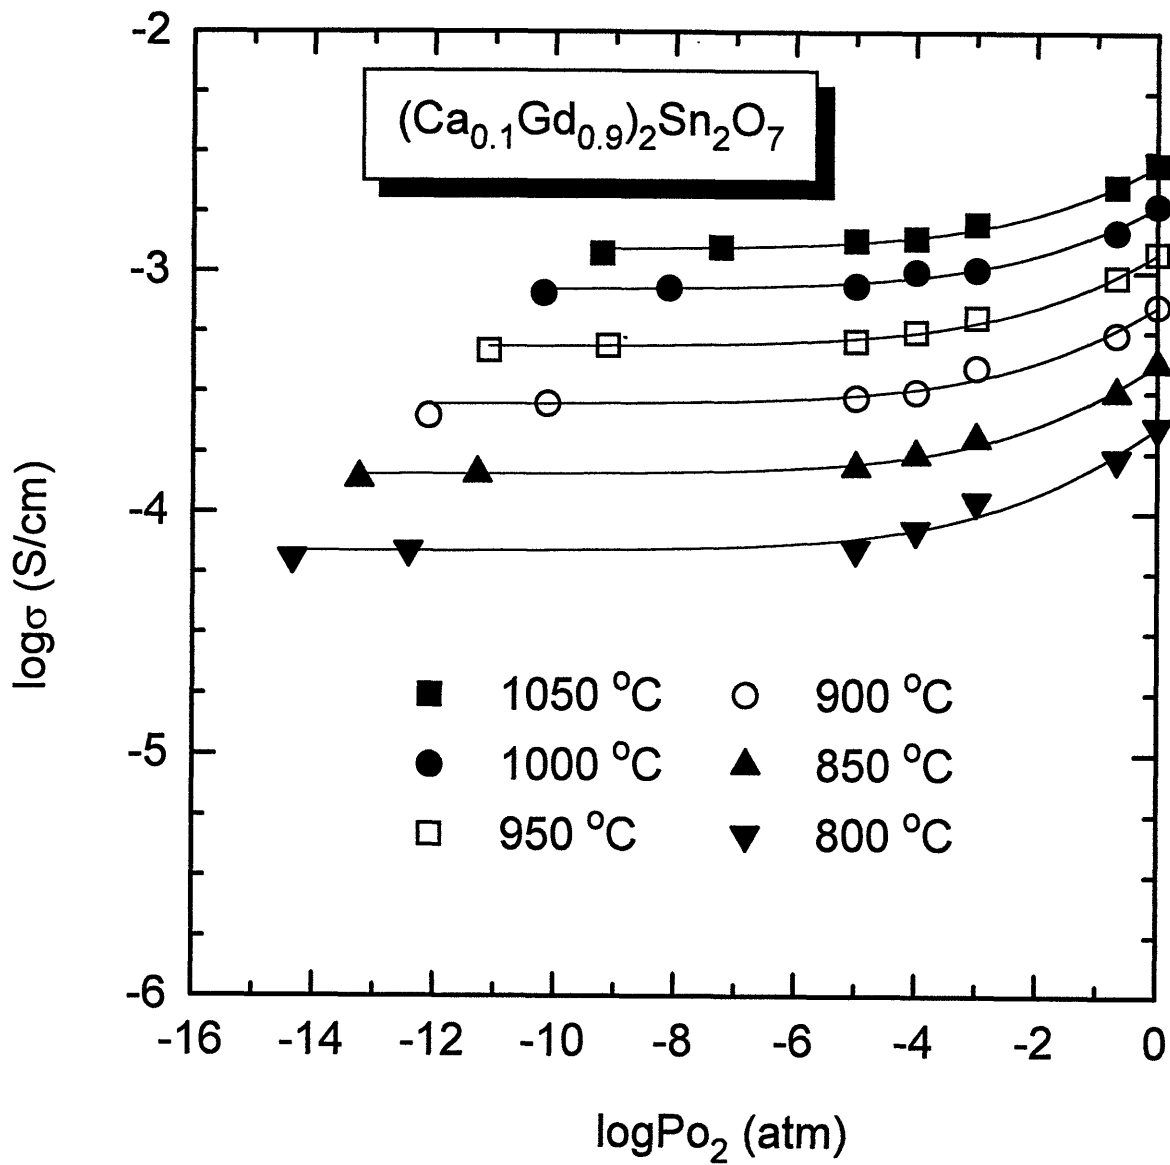 (Ca0.1Gd0.9)2Sn2O7
-2
-3
-4
-5
-6
logσ (S/cm)
1050 °C
900 °C
1000 °C
850 °C
950 °C
800 °C
-16 -14 -12 -10 -8 -6 -4 -2 0
logPo2 (atm)